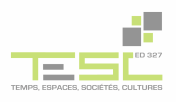 ED 327
TESC
TEMPS, ESPACES, SOCIÉTÉS, CULTURES